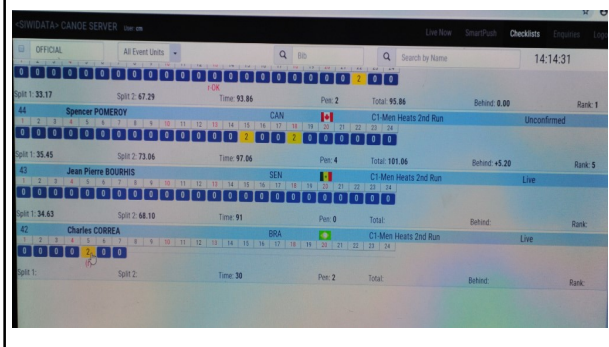 <SIWIDATA> CANOE SERVER
Live Now SmartPush Checklists Enquiries
OFFICIAL All Event Units Bib Search by Name 14:14:31
0 0 0 0 0 0 0 0 0 0 0 0 0 0 0 0 0 0 0 0 0 2 0 0
r-OK
Split 1: 33.17 Split 2: 67.29 Time: 93.86 Pen: 2 Total: 95.86 Behind: 0.00 Rank: 1
44 Spencer POMEROY CAN C1-Men Heats 2nd Run Unconfirmed
1 2 3 4 5 6 7 8 9 10 11 12 13 14 15 16 17 18 19 20 21 22 23 24
0 0 0 0 0 0 0 0 0 0 0 0 0 0 2 0 0 2 0 0 0 0 0 0
Split 1: 35.45 Split 2: 73.06 Time: 97.06 Pen: 4 Total: 101.06 Behind: +5.20 Rank: 5
43 Jean Pierre BOURHIS SEN C1-Men Heats 2nd Run Live
1 2 3 4 5 6 7 8 9 10 11 12 13 14 15 16 17 18 19 20 21 22 23 24
0 0 0 0 0 0 0 0 0 0 0 0 0 0 0 0 0 0 0 0 0 0 0 0
Split 1: 34.63 Split 2: 68.10 Time: 91 Pen: 0 Total: Behind: Rank:
42 Charles CORREA BRA C1-Men Heats 2nd Run Live
1 2 3 4 5 6 7 8 9 10 11 12 13 14 15 16 17 18 19 20 21 22 23 24
0 0 0 0 2 0 0
Split 1: Split 2: Time: 30 Pen: 2 Total: Behind: Rank: